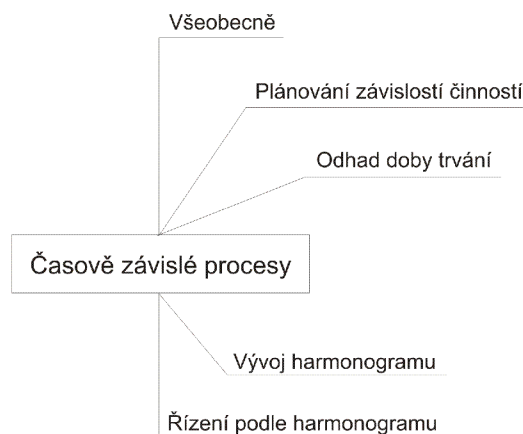 Všeobecně
Plánování závislostí činností
Odhad doby trvání
Časově závislé procesy
Vývoj harmonogramu
Řízení podle harmonogramu